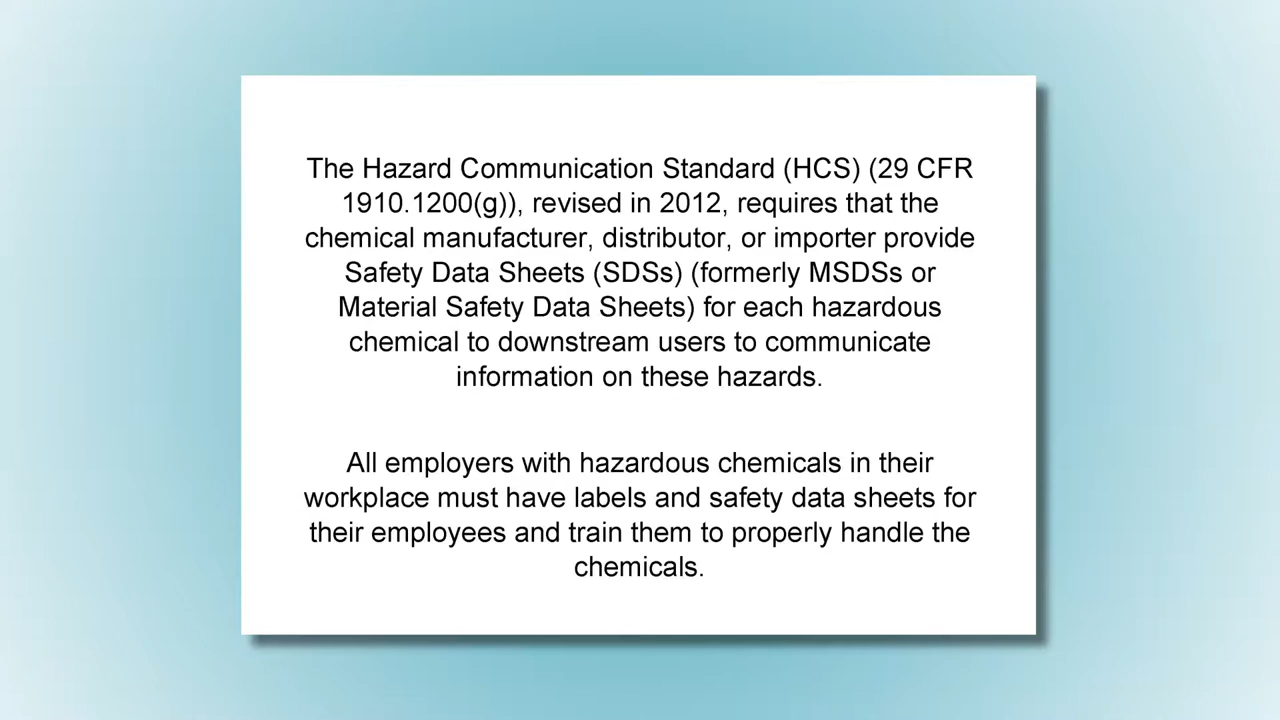 The Hazard Communication Standard (HCS) (29 CFR
1910.1200(g)), revised in 2012, requires that the
chemical manufacturer, distributor, or importer provide
Safety Data Sheets (SDSs) (formerly MSDSs or
Material Safety Data Sheets) for each hazardous
chemical to downstream users to communicate
information on these hazards.
All employers with hazardous chemicals in their
workplace must have labels and safety data sheets for
their employees and train them to properly handle the
chemicals.